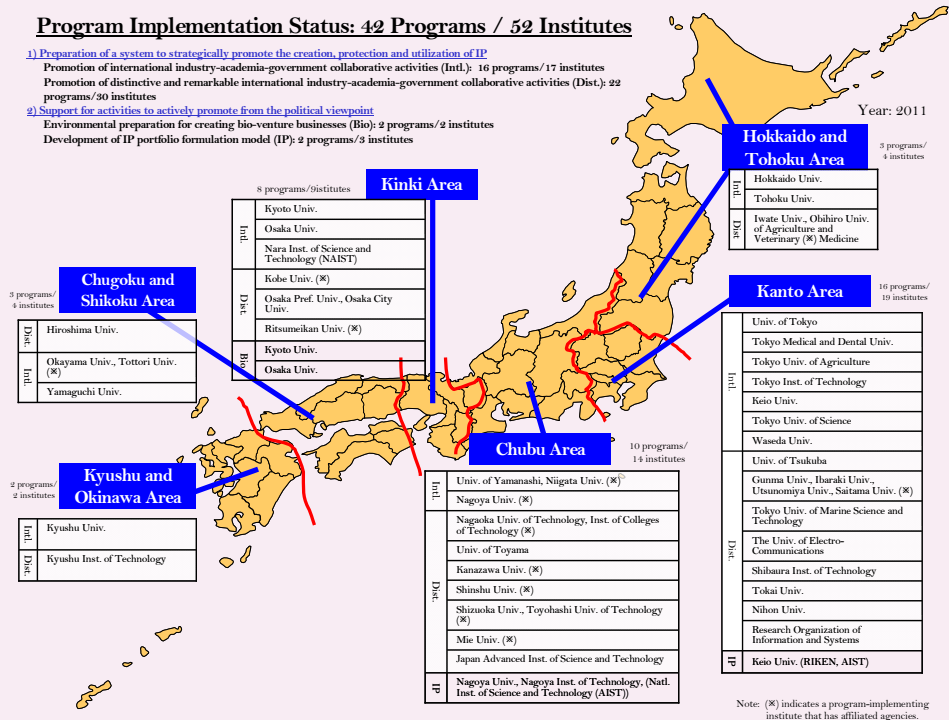 Program Implementation Status: 42 Programs / 52 Institutes
1) Preparation of a system to strategically promote the creation, protection and utilization of IP
Promotion of international industry-academia-government collaborative activities (Intl.): 16 programs/17 institutes
Promotion of distinctive and remarkable international industry-academia-government collaborative activities (Dist.): 22
programs/30 institutes
2) Support for activities to actively promote from the political viewpoint
Environmental preparation for creating bio-venture businesses (Bio): 2 programs/2 institutes
Development of IP portfolio formulation model (IP): 2 programs/3 institutes
Year: 2011
Hokkaido and
Tohoku Area
3 programs/
4 institutes
Intl.
Hokkaido Univ.
Tohoku Univ.
Dist
Iwate Univ., Obihiro Univ.
of Agriculture and
Veterinary (※) Medicine
Kinki Area
8 programs/9istitutes
Intl.
Kyoto Univ.
Osaka Univ.
Nara Inst. of Science and
Technology (NAIST)
Dist.
Kobe Univ. (※)
Osaka Pref. Univ., Osaka City
Univ.
Ritsumeikan Univ. (※)
Bio
Kyoto Univ.
Osaka Univ.
Chugoku and
Shikoku Area
3 programs/
4 institutes
Dist.
Hiroshima Univ.
Intl.
Okayama Univ., Tottori Univ.
(※)
Yamaguchi Univ.
Kanto Area
16 programs/
19 institutes
Intl.
Univ. of Tokyo
Tokyo Medical and Dental Univ.
Tokyo Univ. of Agriculture
Tokyo Inst. of Technology
Keio Univ.
Tokyo Univ. of Science
Waseda Univ.
Dist.
Univ. of Tsukuba
Gunma Univ., Ibaraki Univ.,
Utsunomiya Univ., Saitama Univ. (※)
Tokyo Univ. of Marine Science and
Technology
The Univ. of Electro-
Communications
Shibaura Inst. of Technology
Tokai Univ.
Nihon Univ.
Research Organization of
Information and Systems
IP
Keio Univ. (RIKEN, AIST)
Kyushu and
Okinawa Area
2 programs/
2 institutes
Intl.
Kyushu Univ.
Dist.
Kyushu Inst. of Technology
Chubu Area
10 programs/
14 institutes
Intl.
Univ. of Yamanashi, Niigata Univ. (※)
Nagoya Univ. (※)
Dist.
Nagaoka Univ. of Technology, Inst. of Colleges
of Technology (※)
Univ. of Toyama
Kanazawa Univ. (※)
Shinshu Univ. (※)
Shizuoka Univ., Toyohashi Univ. of Technology
(※)
Mie Univ. (※)
Japan Advanced Inst. of Science and Technology
IP
Nagoya Univ., Nagoya Inst. of Technology, (Natl.
Inst. of Science and Technology (AIST))
Note: (※) indicates a program-implementing
institute that has affiliated agencies.